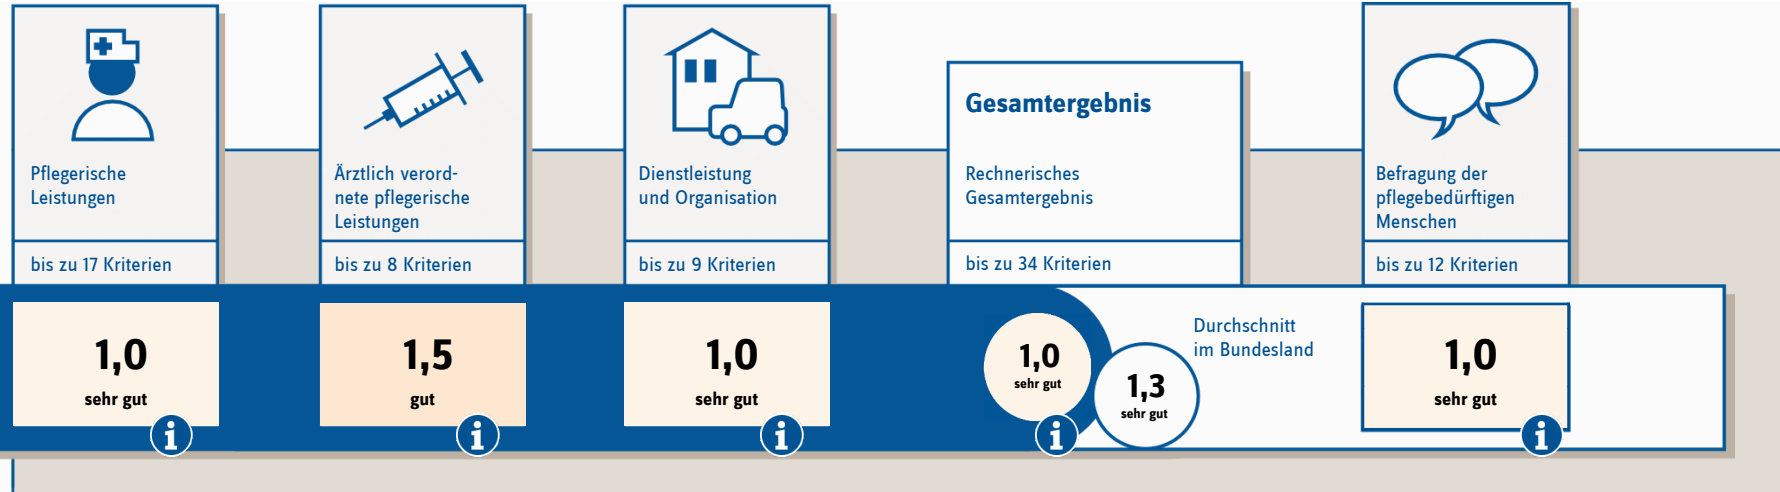 Pflegerische
Leistungen
bis zu 17 Kriterien
1,0
sehr gut
Ärztlich verord-
nete pflegerische
Leistungen
bis zu 8 Kriterien
1,5
gut
Dienstleistung
und Organisation
bis zu 9 Kriterien
1,0
sehr gut
Gesamtergebnis
Rechnerisches
Gesamtergebnis
bis zu 34 Kriterien
1,0
sehr gut
1,3
sehr gut
Durchschnitt
im Bundesland
Befragung der
pflegebedürftigen
Menschen
bis zu 12 Kriterien
1,0
sehr gut